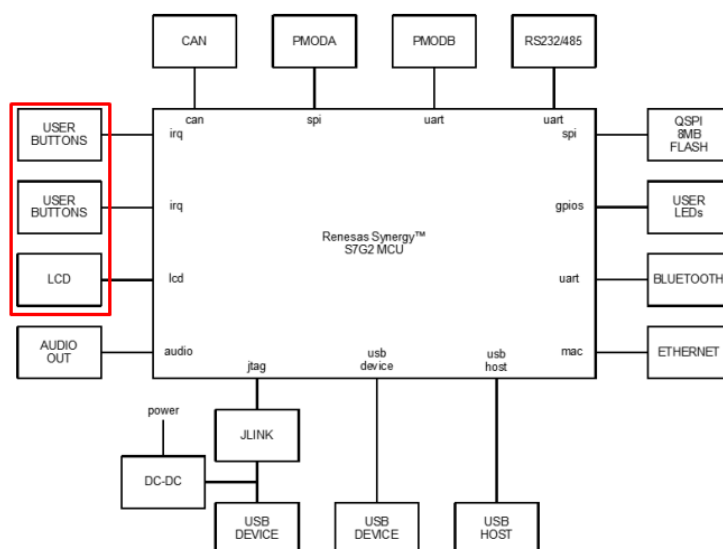 CAN
PMODA
PMODB
RS232/485
can
spi
uart
uart
USER
BUTTONS
irq
spi
QSPI
8MB
FLASH
USER
BUTTONS
irq
gpios
USER
LEDs
Renesas Synergy™
S7G2 MCU
LCD
lcd
uart
BLUETOOTH
AUDIO
OUT
audio
jtag
usb
device
usb
host
mac
ETHERNET
power
JLINK
DC-DC
USB
DEVICE
USB
DEVICE
USB
HOST